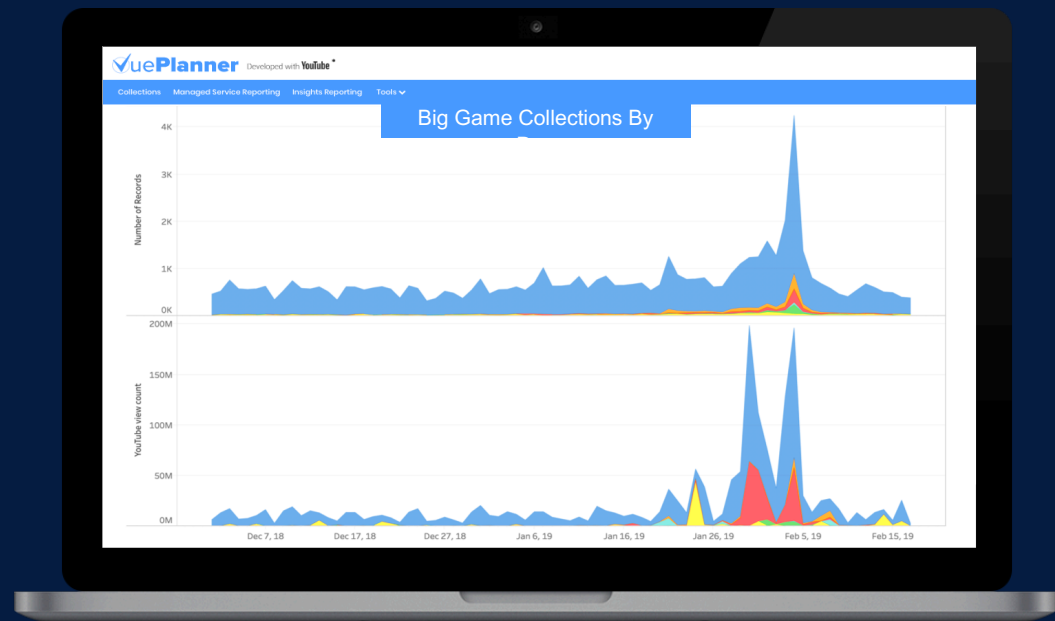 VuePlanner Developed with YouTube
Collections Managed Service Reporting Insights Reporting Tools
Big Game Collections By
4K
3K
2K
1K
0K
Number of Records
200M
150M
100M
50M
0M
YouTube view count
Dec 7, 18 Dec 17, 18 Dec 27, 18 Jan 6, 19 Jan 16, 19 Jan 26, 19 Feb 5, 19 Feb 15, 19